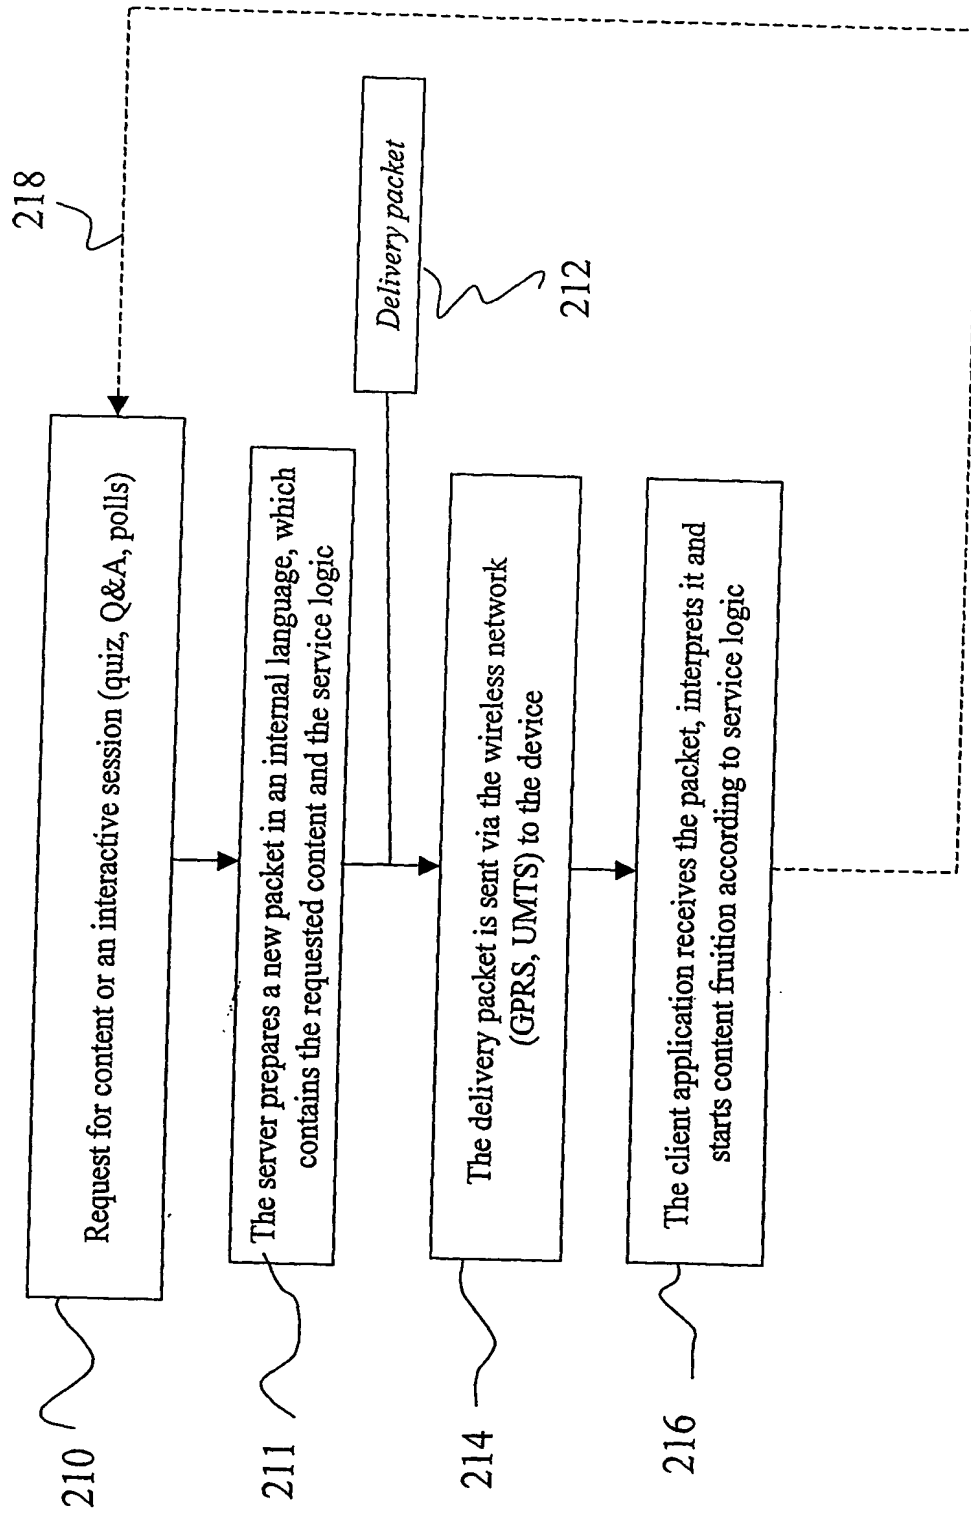 218
Request for content or an interactive session (quiz, Q&A, polls)
210
The server prepares a new packet in an internal language, which
contains the requested content and the service logic
211
Delivery packet
212
The delivery packet is sent via the wireless network
(GPRS, UMTS) to the device
214
The client application receives the packet, interprets it and
starts content fruition according to service logic
216